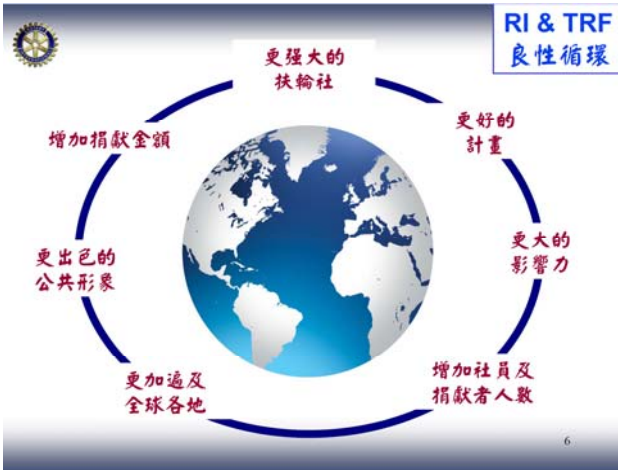 RI & TRF
良性循環
更強大的
扶輪社
更好的
計畫
更大的
影響力
增加社員及
捐獻者人數
更加遍及
全球各地
更出色的
公共形象
增加捐獻金額
6